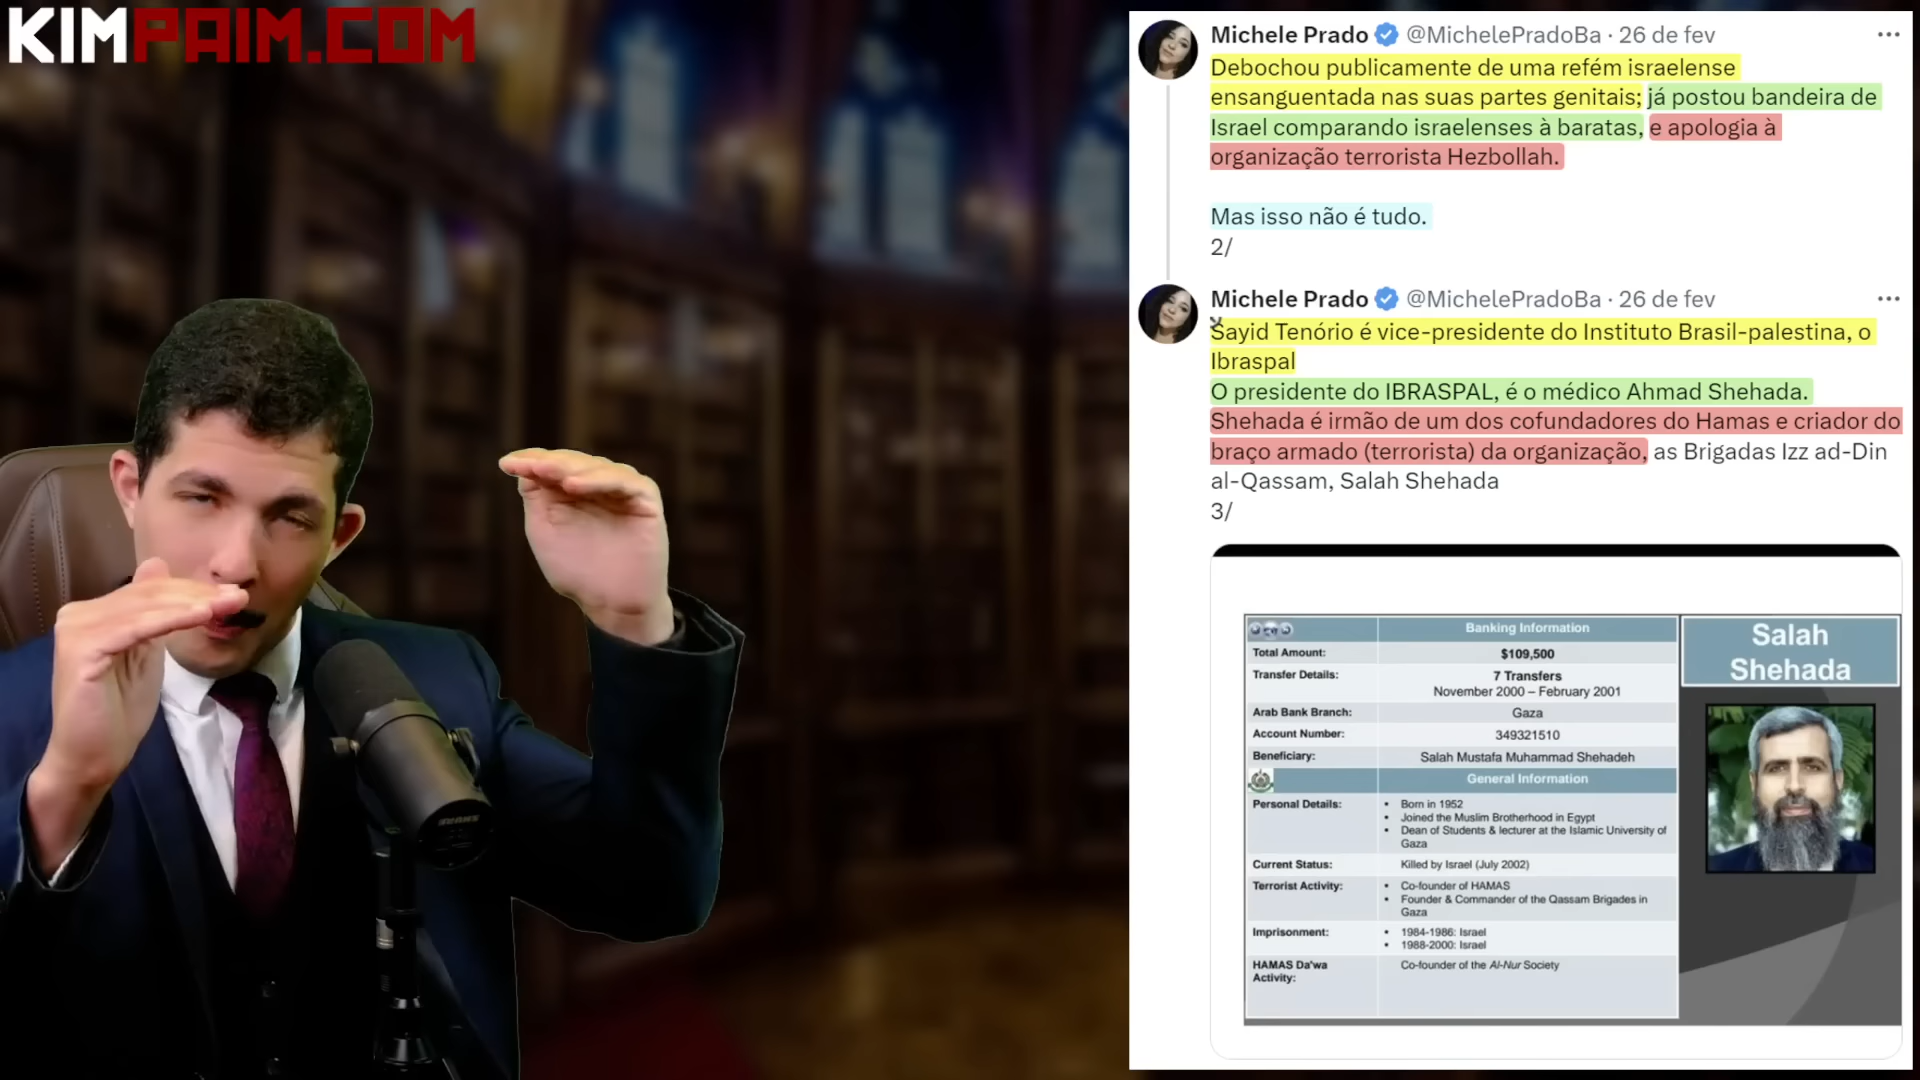 KIMPAIM.COM
Michele Prado @MichelePradoBa · 26 de fev
Debochou publicamente de uma refém israelense
ensanguentada nas suas partes genitais; já postou bandeira de
Israel comparando israelenses à baratas, e apologia à
organização terrorista Hezbollah.
Mas isso não é tudo.
2/
Michele Prado @MichelePradoBa · 26 de fev
Sayid Tenório é vice-presidente do Instituto Brasil-palestina, o
Ibraspal
O presidente do IBRASPAL, é o médico Ahmad Shehada.
Shehada é irmão de um dos cofundadores do Hamas e criador do
braço armado (terrorista) da organização, as Brigadas Izz ad-Din
al-Qassam, Salah Shehada
3/
Banking Information
Total Amount: $109,500
Transfer Details: 7 Transfers
November 2000 – February 2001
Arab Bank Branch: Gaza
Account Number: 349321510
Beneficiary: Salah Mustafa Muhammad Shehadeh
General Information
Personal Details: • Born in 1952
• Joined the Muslim Brotherhood in Egypt
• Dean of Students & lecturer at the Islamic University of
Gaza
Current Status: Killed by Israel (July 2002)
Terrorist Activity: • Co-founder of HAMAS
• Founder & Commander of the Qassam Brigades in
Gaza
Imprisonment: • 1984-1986: Israel
• 1988-2000: Israel
HAMAS Da'wa Co-founder of the Al-Nur Society
Activity:
Salah
Shehada